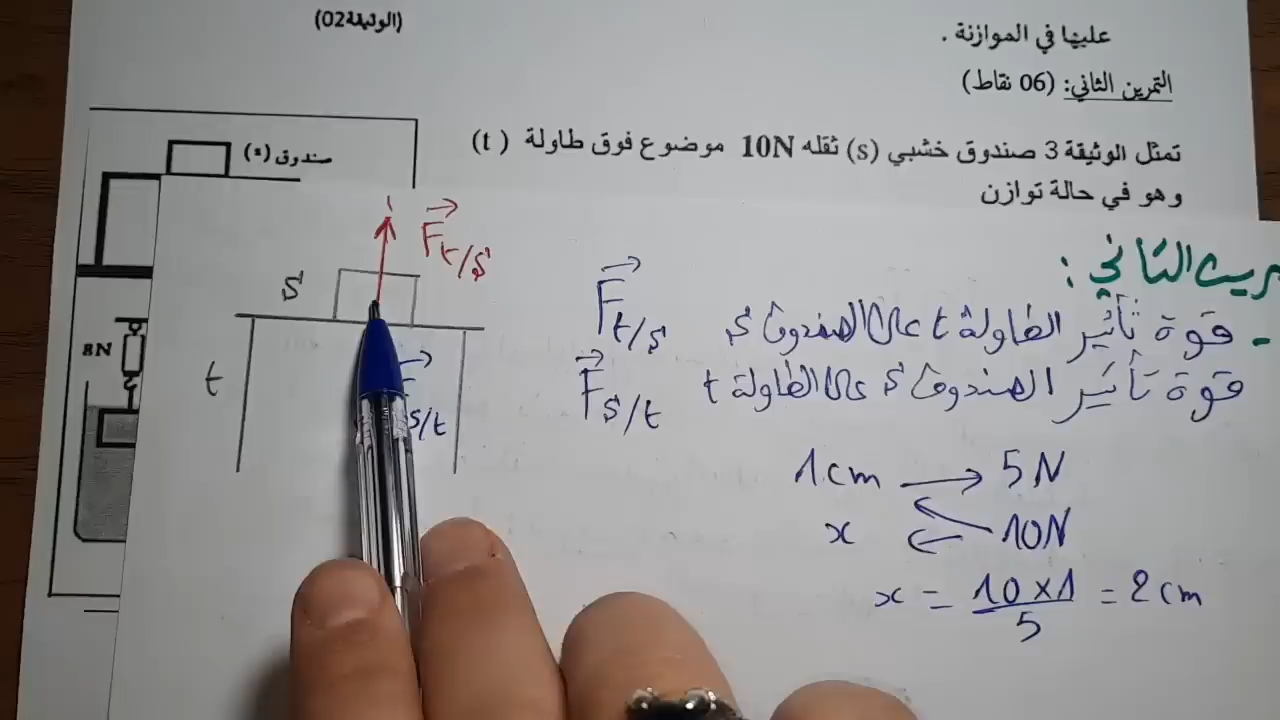 (الوثيقة02)
عليها في الموازنة .
التمرين الثاني: (06 نقاط)
تمثل الوثيقة 3 صندوق خشبي (s) ثقله 10N موضوع فوق طاولة ( t )
وهو في حالة توازن
صندوق (s)
8N
الثاني :
F t/s
S
t
s/t
- F t/s قوة تأثير الطاولة t على الصندوق s
F s/t قوة تأثير الصندوق s على الطاولة t
1cm → 5N
x 10N
x = 10 x 1 / 5 = 2cm